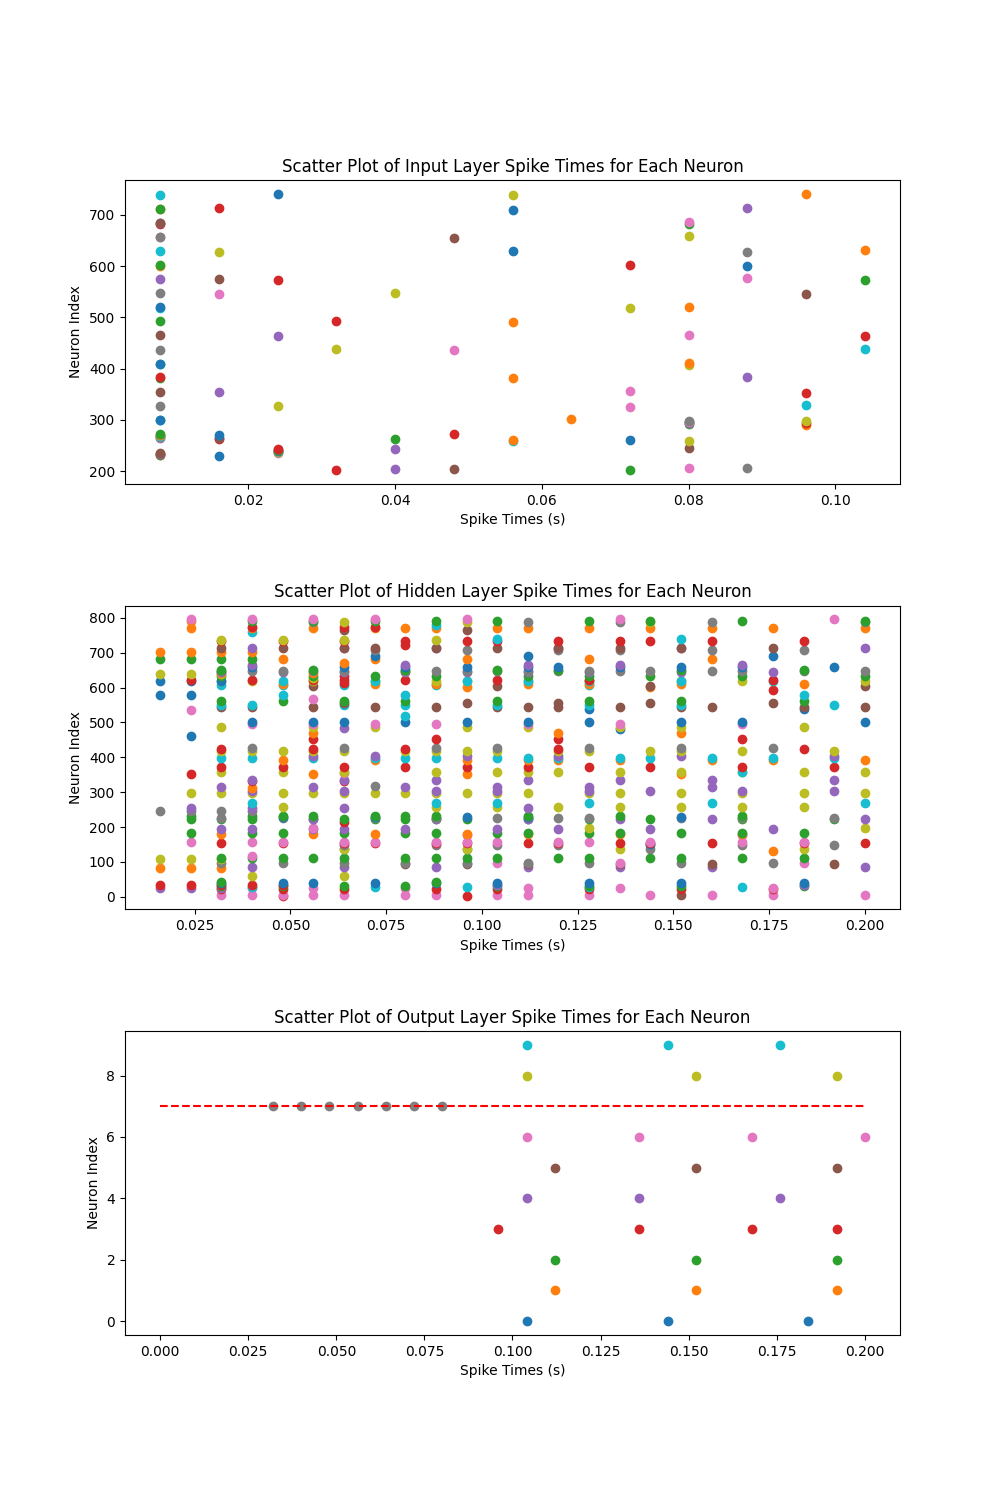 Scatter Plot of Input Layer Spike Times for Each Neuron
Neuron Index
700
600
500
400
300
200
0.02 0.04 0.06 0.08 0.10
Spike Times (s)
Scatter Plot of Hidden Layer Spike Times for Each Neuron
Neuron Index
800
700
600
500
400
300
200
100
0
0.025 0.050 0.075 0.100 0.125 0.150 0.175 0.200
Spike Times (s)
Scatter Plot of Output Layer Spike Times for Each Neuron
Neuron Index
8
6
4
2
0
0.000 0.025 0.050 0.075 0.100 0.125 0.150 0.175 0.200
Spike Times (s)